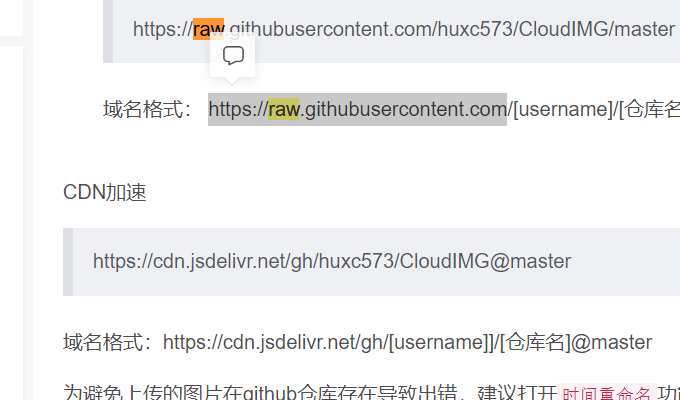 https://raw.githubusercontent.com/huxc573/CloudIMG/master
域名格式： https://raw.githubusercontent.com/[username]/[仓库名
CDN加速
https://cdn.jsdelivr.net/gh/huxc573/CloudIMG@master
域名格式：https://cdn.jsdelivr.net/gh/[username]]/[仓库名]@master
为避免上传的图片在github仓库存在导致出错，建议打开时间重命名功能